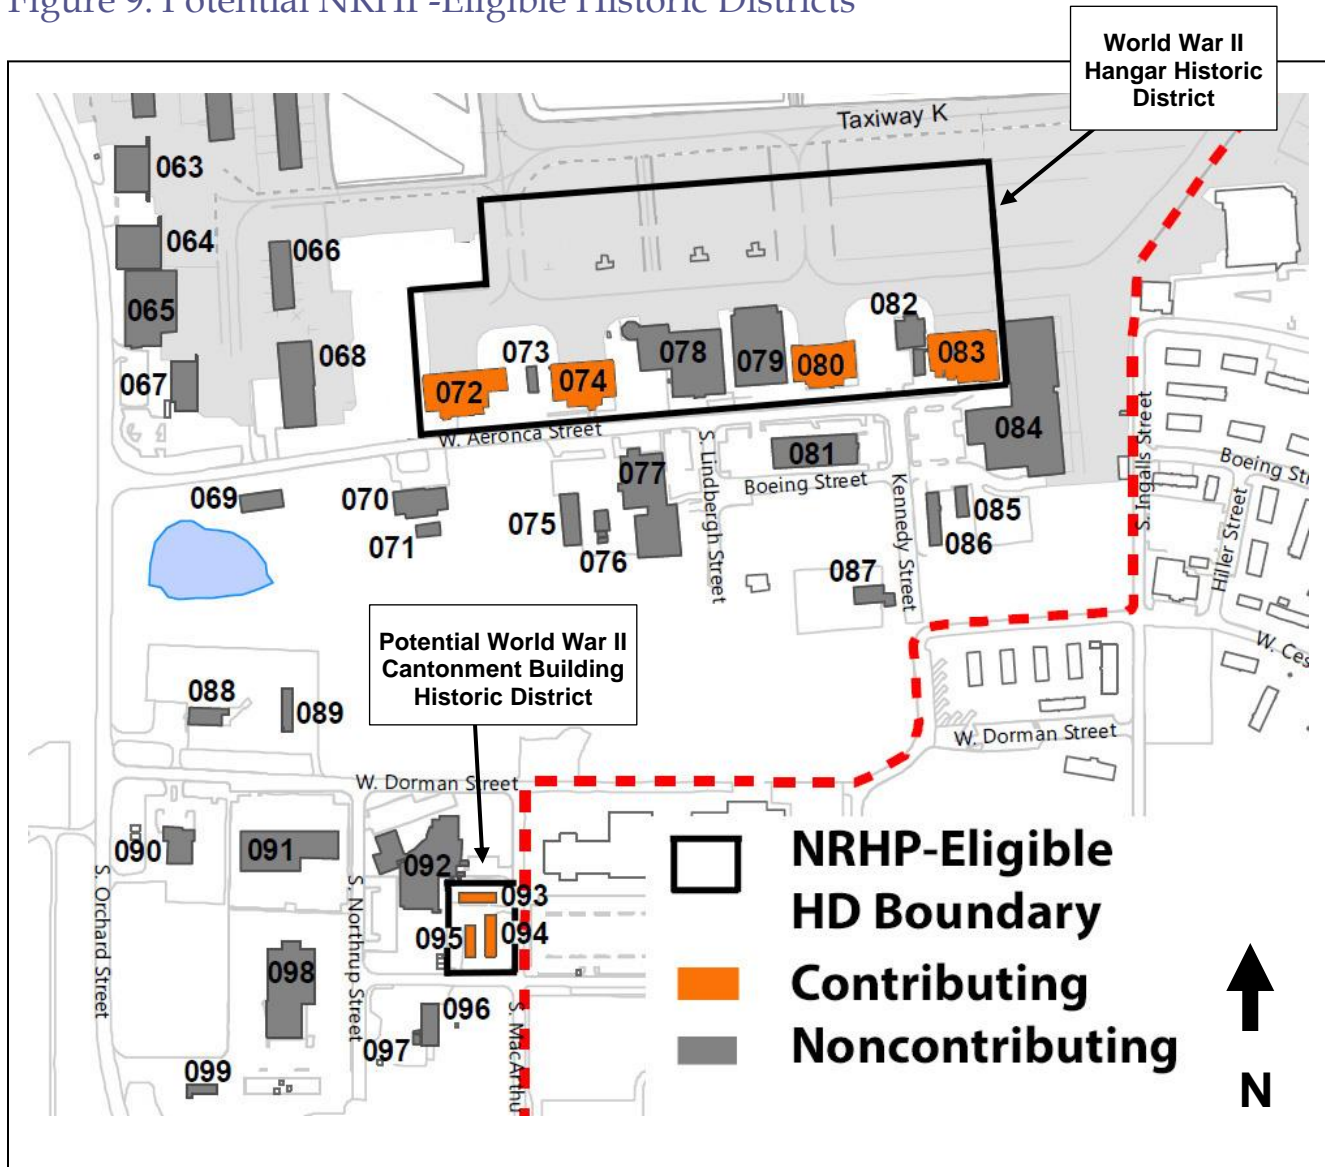 Figure 9. Potential NRHP-Eligible Historic Districts
World War II
Hangar Historic
District
Taxiway K
063
064
066
065
068
067
082
073
078
079
080
083
072
074
084
W. Aeronca Street
S. Lindbergh Street
081
Boeing Street
Kennedy Street
S. Ingalls Street
Boeing St
Hiller Street
W. Ces
069
070
071
075
076
077
085
086
087
Potential World War II
Cantonment Building
Historic District
088
089
W. Dorman Street
W. Dorman Street
090
091
092
093
094
095
S. Orchard Street
S. Northrup Street
S. MacArthu
096
097
098
099
NRHP-Eligible
HD Boundary
Contributing
Noncontributing
N